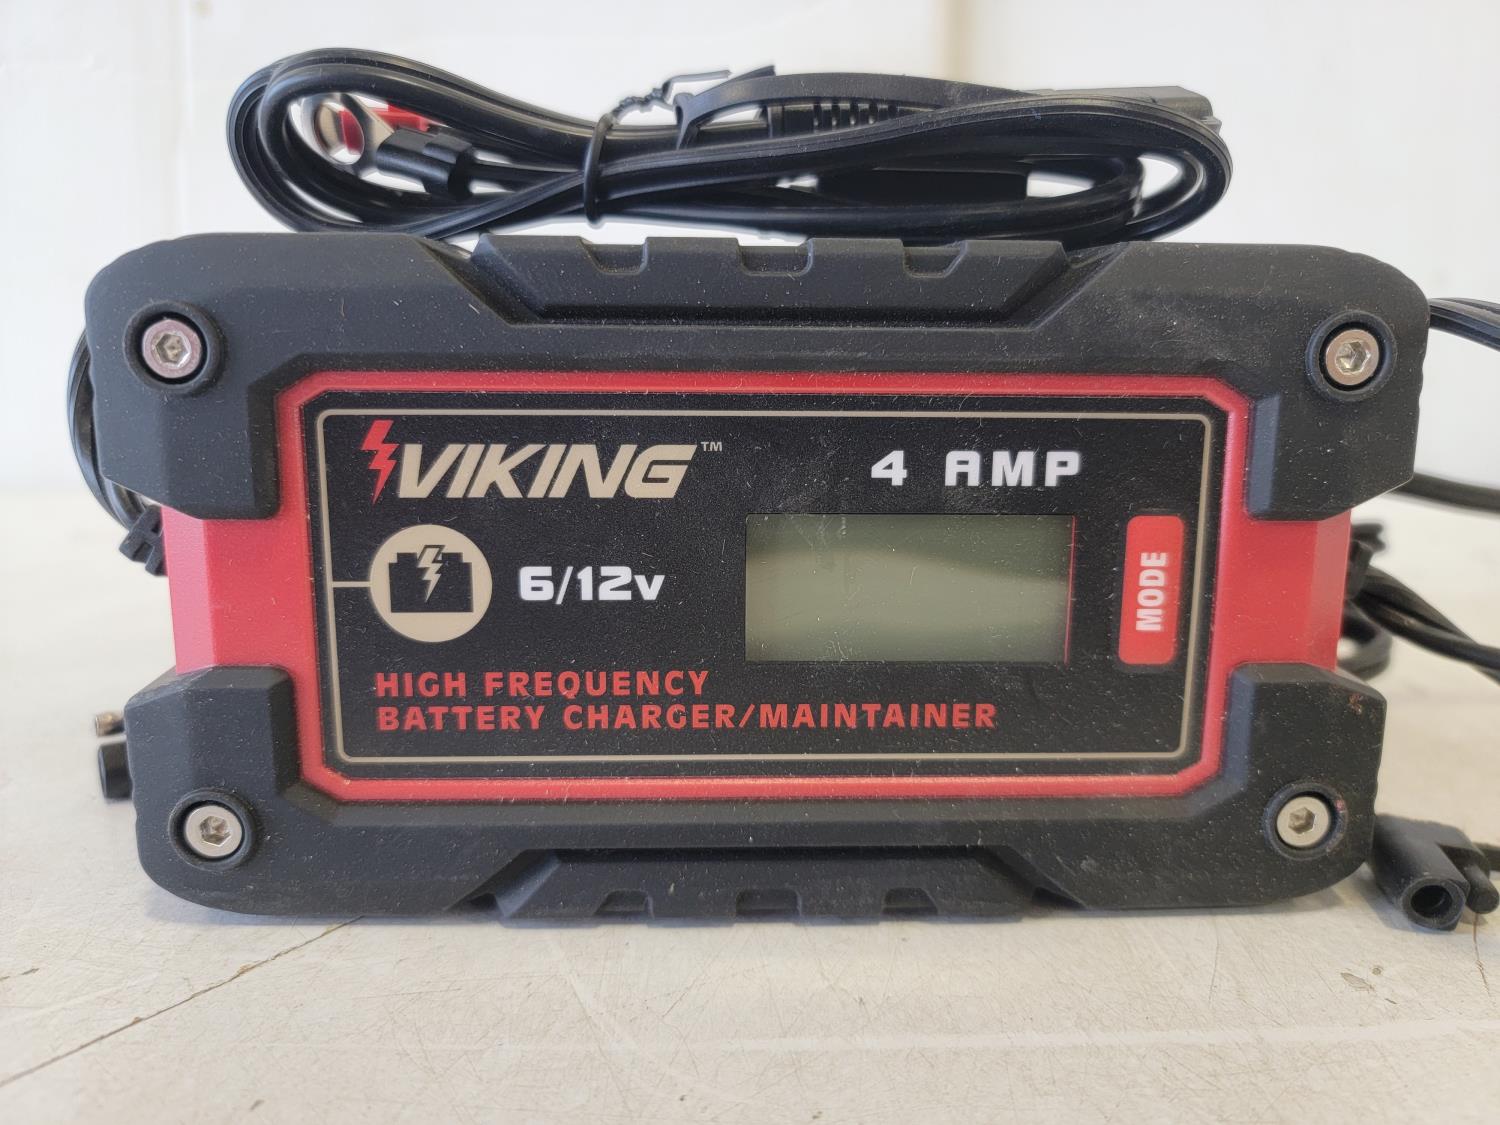 VIKING™
4 AMP
6/12v
MODE
HIGH FREQUENCY
BATTERY CHARGER/MAINTAINER